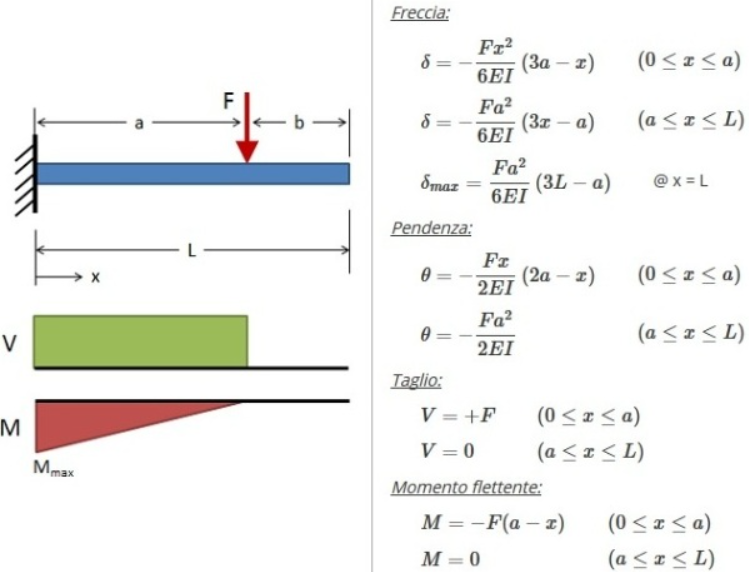 F
a
b
L
x
V
M
Mmax
Freccia:
δ = − Fx²/6EI (3a − x) (0 ≤ x ≤ a)
δ = − Fa²/6EI (3x − a) (a ≤ x ≤ L)
δmax = Fa²/6EI (3L − a) @ x = L
Pendenza:
θ = − Fx/2EI (2a − x) (0 ≤ x ≤ a)
θ = − Fa²/2EI (a ≤ x ≤ L)
Taglio:
V = +F (0 ≤ x ≤ a)
V = 0 (a ≤ x ≤ L)
Momento flettente:
M = −F(a − x) (0 ≤ x ≤ a)
M = 0 (a ≤ x ≤ L)